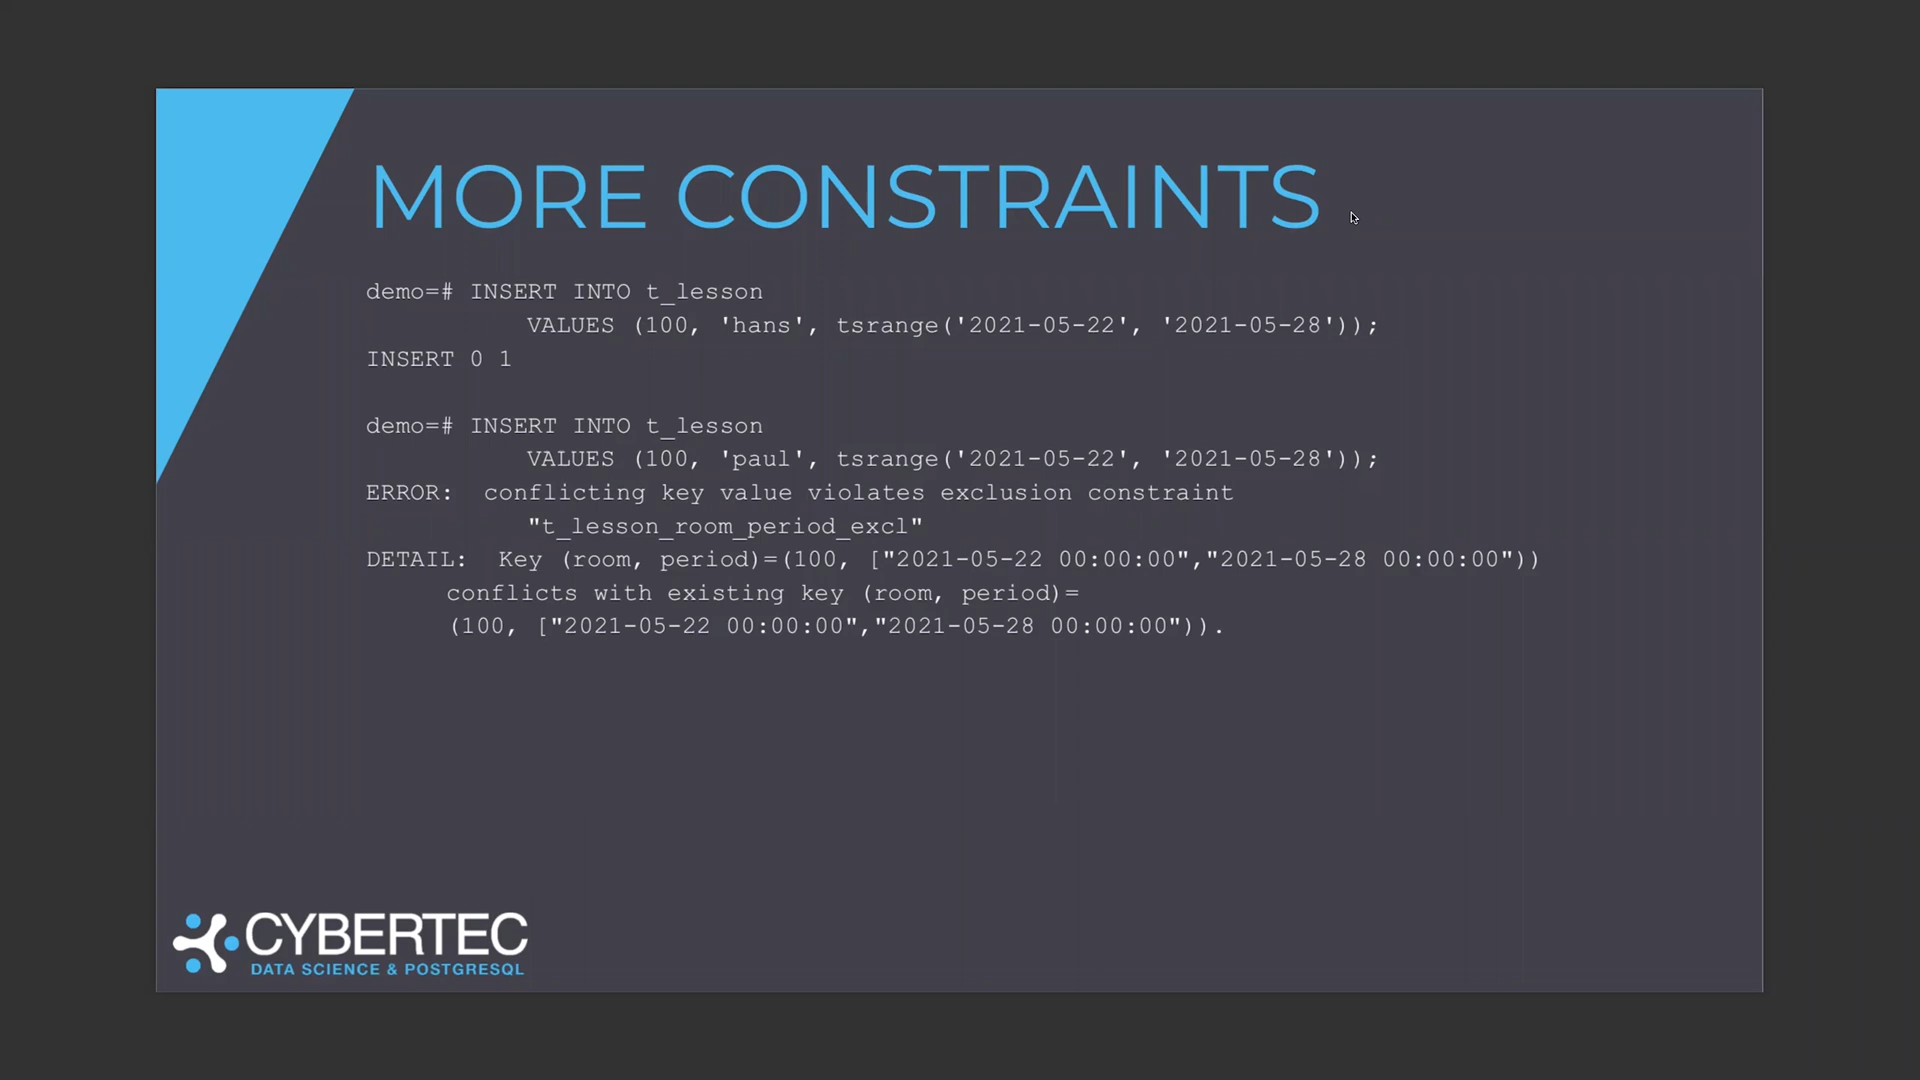 MORE CONSTRAINTS
demo=# INSERT INTO t_lesson
VALUES (100, 'hans', tsrange('2021-05-22', '2021-05-28'));
INSERT 0 1
demo=# INSERT INTO t_lesson
VALUES (100, 'paul', tsrange('2021-05-22', '2021-05-28'));
ERROR:  conflicting key value violates exclusion constraint
"t_lesson_room_period_excl"
DETAIL:  Key (room, period)=(100, ["2021-05-22 00:00:00","2021-05-28 00:00:00"))
conflicts with existing key (room, period)=
(100, ["2021-05-22 00:00:00","2021-05-28 00:00:00")).
CYBERTEC
DATA SCIENCE & POSTGRESQL